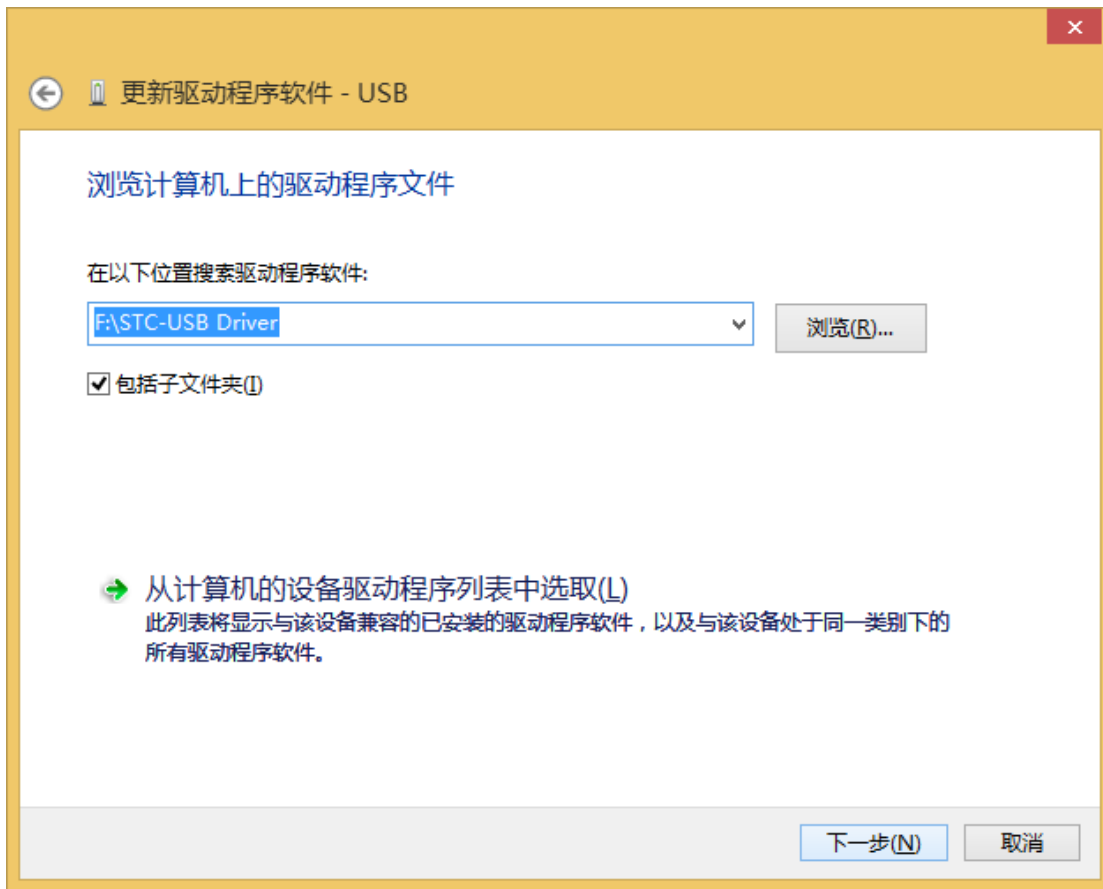 更新驱动程序软件 - USB
浏览计算机上的驱动程序文件
在以下位置搜索驱动程序软件:
F:\STC-USB Driver
浏览(R)...
包括子文件夹(I)
从计算机的设备驱动程序列表中选取(L)
此列表将显示与该设备兼容的已安装的驱动程序软件，以及与该设备处于同一类别下的
所有驱动程序软件。
下一步(N)
取消